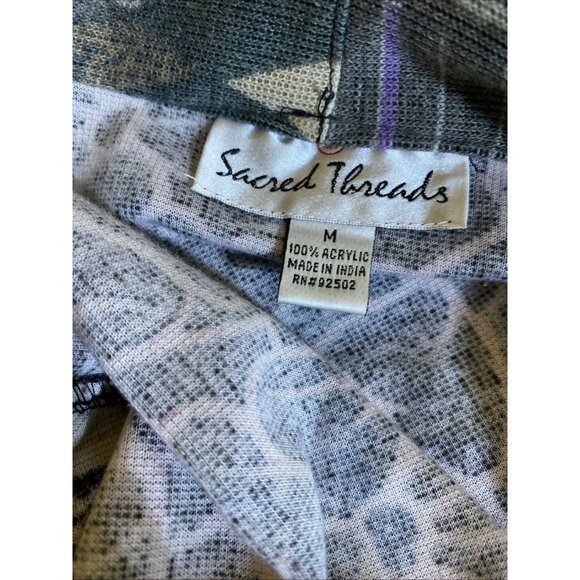 Sacred Threads
M
100% ACRYLIC
MADE IN INDIA
RN#92502